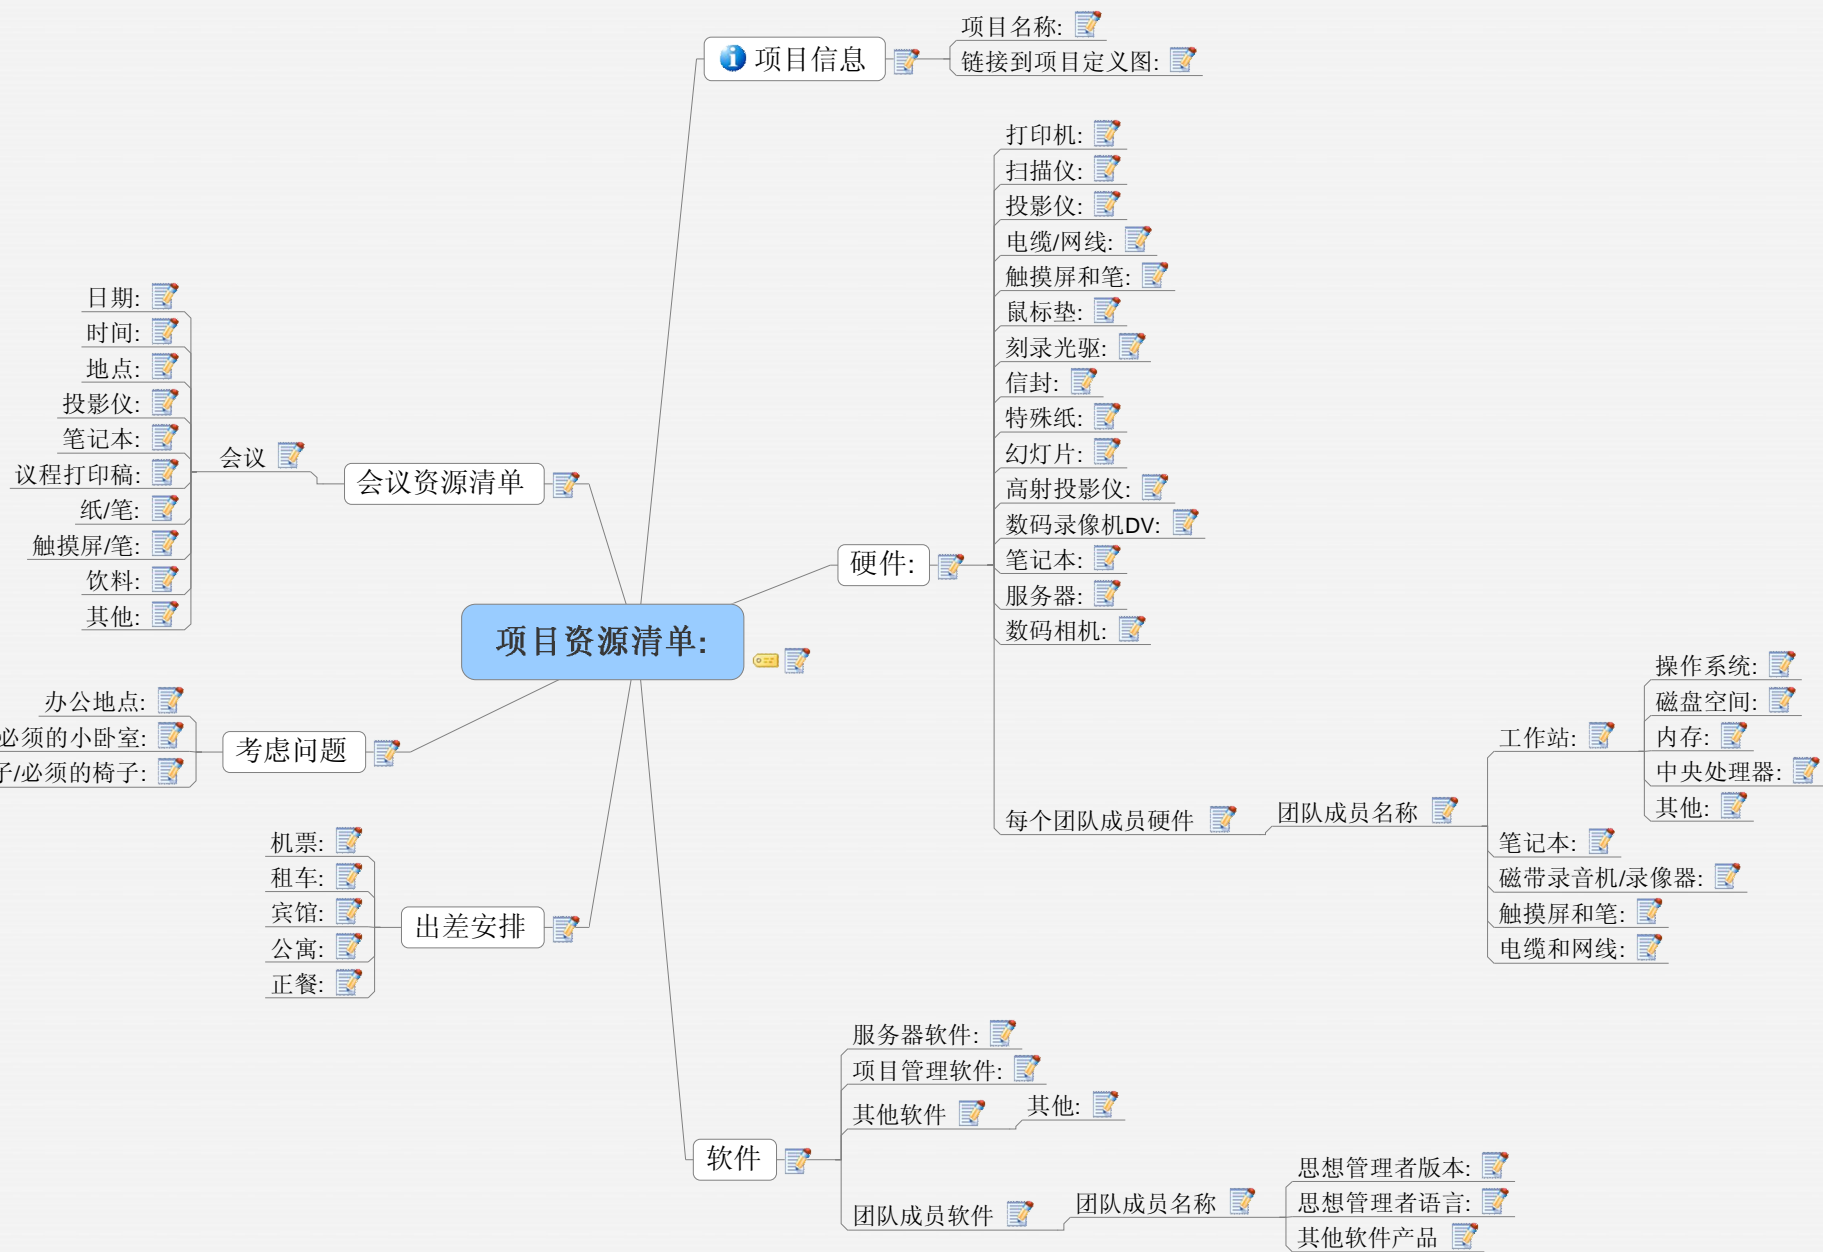 项目资源清单:
项目信息
项目名称:
链接到项目定义图:
硬件:
打印机:
扫描仪:
投影仪:
电缆/网线:
触摸屏和笔:
鼠标垫:
刻录光驱:
信封:
特殊纸:
幻灯片:
高射投影仪:
数码录像机DV:
笔记本:
服务器:
数码相机:
每个团队成员硬件
团队成员名称
工作站:
操作系统:
磁盘空间:
内存:
中央处理器:
其他:
笔记本:
磁带录音机/录像器:
触摸屏和笔:
电缆和网线:
软件
服务器软件:
项目管理软件:
其他软件
其他:
团队成员软件
团队成员名称
思想管理者版本:
思想管理者语言:
其他软件产品
会议资源清单
会议
日期:
时间:
地点:
投影仪:
笔记本:
议程打印稿:
纸/笔:
触摸屏/笔:
饮料:
其他:
考虑问题
办公地点:
必须的小卧室:
子/必须的椅子:
出差安排
机票:
租车:
宾馆:
公寓:
正餐: